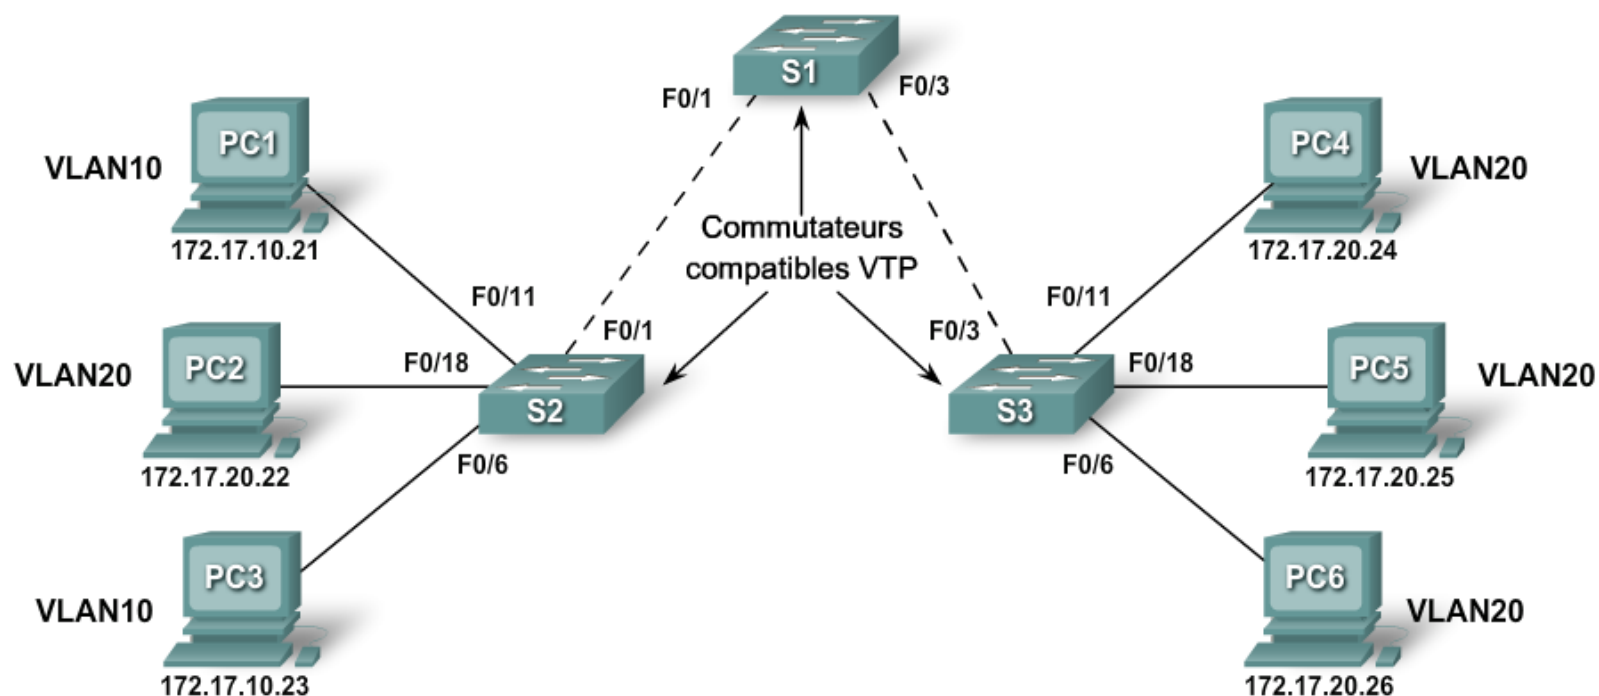 S1
F0/1
F0/3
PC1
VLAN10
172.17.10.21
PC4
VLAN20
172.17.20.24
Commutateurs
compatibles VTP
F0/11
F0/1
F0/3
F0/11
PC2
VLAN20
172.17.20.22
F0/18
S2
F0/6
S3
F0/18
F0/6
PC5
VLAN20
172.17.20.25
PC3
VLAN10
172.17.10.23
PC6
VLAN20
172.17.20.26